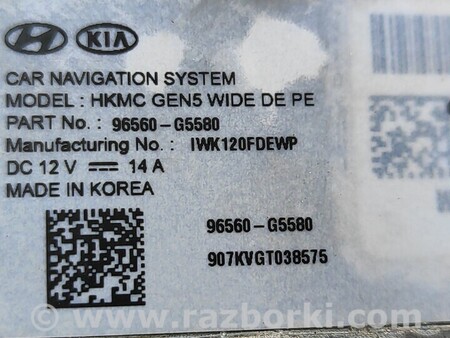 KIA
CAR NAVIGATION SYSTEM
MODEL : HKMC GEN5 WIDE DE PE
PART No. : 96560-G5580
Manufacturing No. : IWK120FDEWP
DC 12 V ⎓ 14 A
MADE IN KOREA
96560-G5580
907KVGT038575
© www.razborki.com/